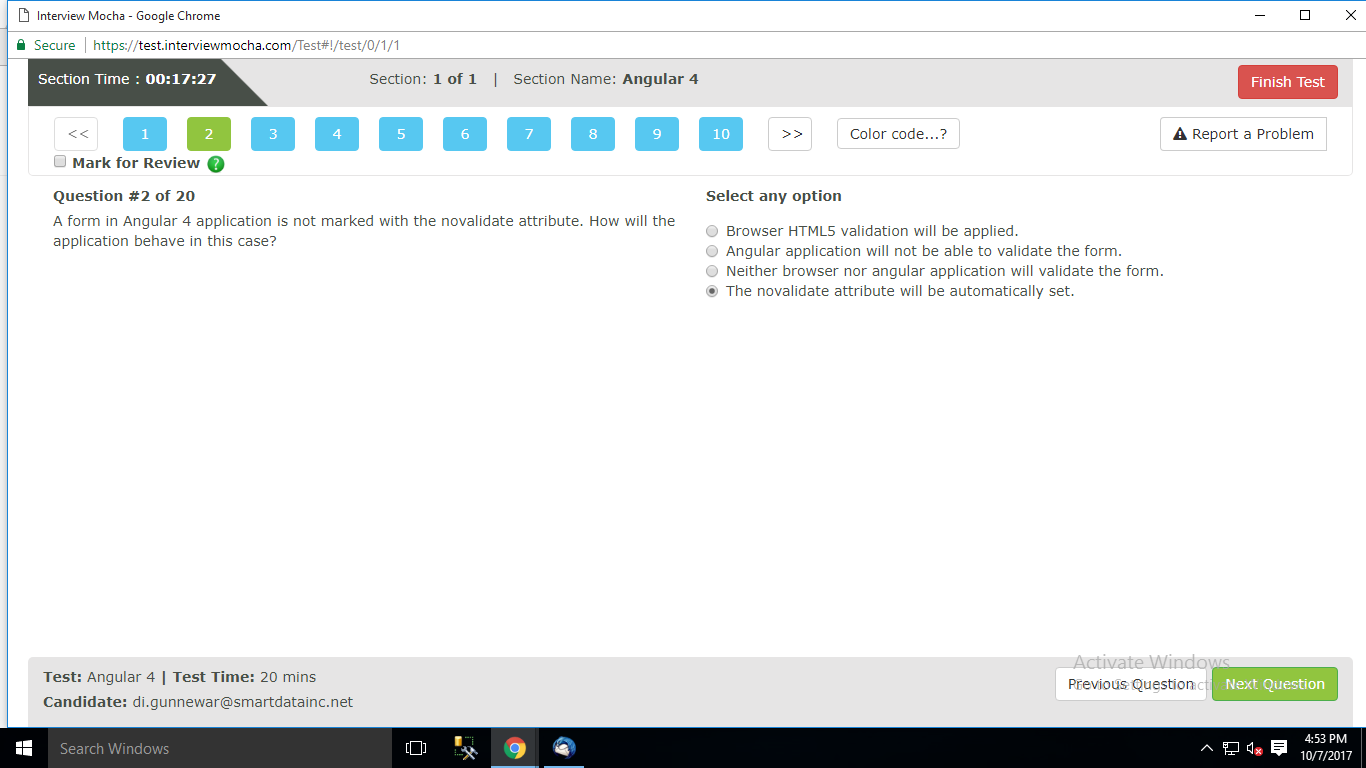 Interview Mocha - Google Chrome
Secure | https://test.interviewmocha.com/Test#!/test/0/1/1
Section Time : 00:17:27 Section: 1 of 1 | Section Name: Angular 4 Finish Test
<< 1 2 3 4 5 6 7 8 9 10 >> Color code...? Report a Problem
Mark for Review ?
Question #2 of 20
A form in Angular 4 application is not marked with the novalidate attribute. How will the
application behave in this case?
Select any option
Browser HTML5 validation will be applied.
Angular application will not be able to validate the form.
Neither browser nor angular application will validate the form.
The novalidate attribute will be automatically set.
Test: Angular 4 | Test Time: 20 mins
Candidate: di.gunnewar@smartdatainc.net
Activate Windows
Previous Question Next Question
Search Windows
4:53 PM
10/7/2017